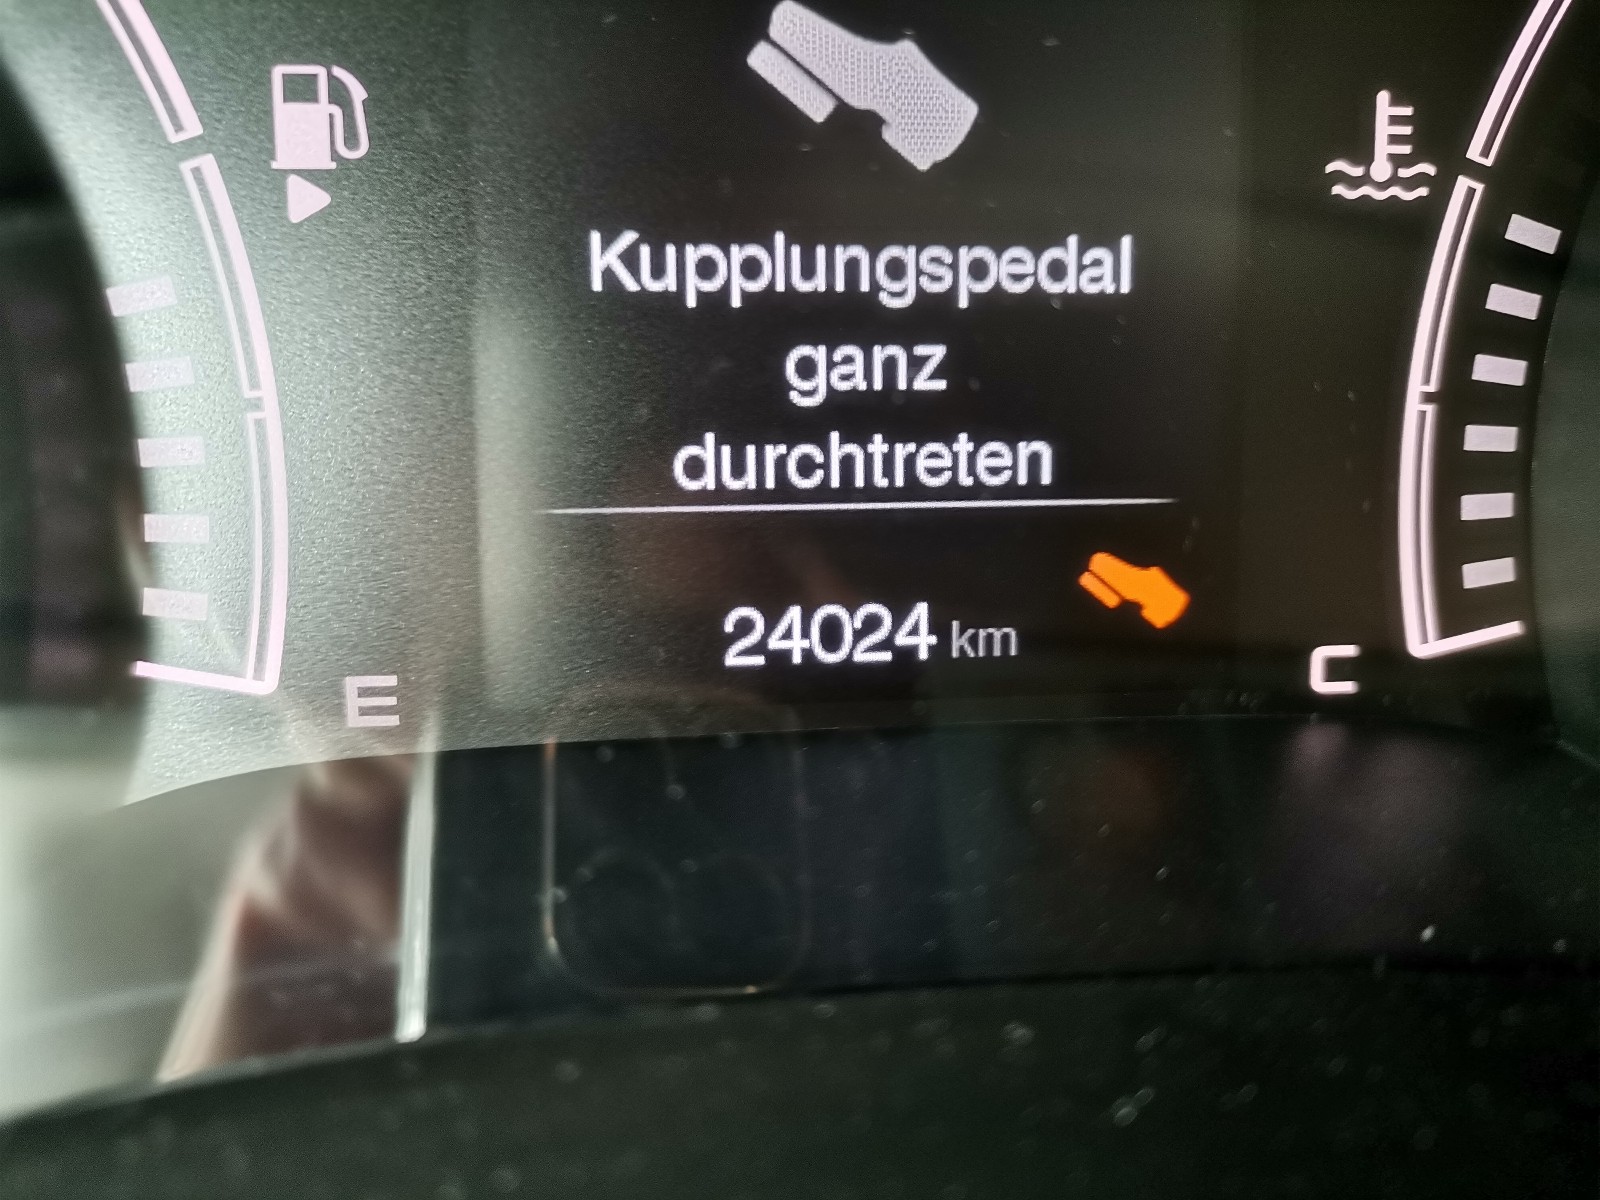 Kupplungspedal
ganz
durchtreten
24024 km
E
C